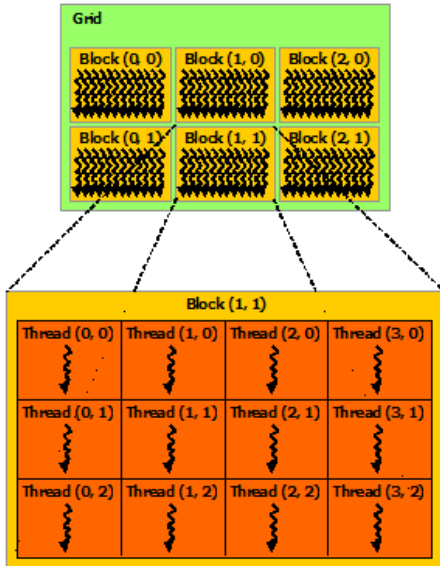 Grid
Block (0, 0) Block (1, 0) Block (2, 0)
Block (0, 1) Block (1, 1) Block (2, 1)
Block (1, 1)
Thread (0, 0) Thread (1, 0) Thread (2, 0) Thread (3, 0)
Thread (0, 1) Thread (1, 1) Thread (2, 1) Thread (3, 1)
Thread (0, 2) Thread (1, 2) Thread (2, 2) Thread (3, 2)